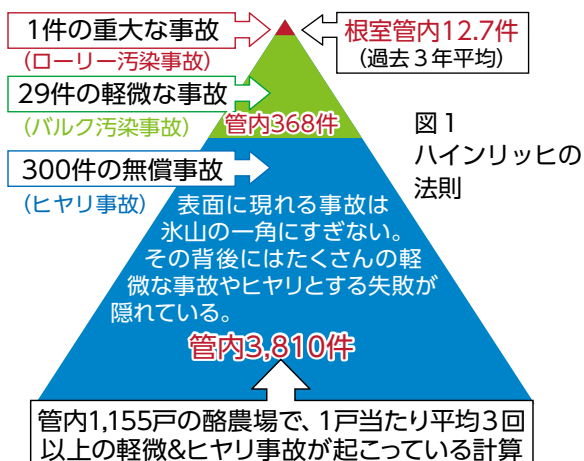 1件の重大な事故
(ローリー汚染事故)
根室管内12.7件
(過去3年平均)
29件の軽微な事故
(バルク汚染事故)
管内368件
300件の無償事故
(ヒヤリ事故)
図1
ハインリッヒの
法則
表面に現れる事故は
氷山の一角にすぎない。
その背後にはたくさんの軽
微な事故やヒヤリとする失敗が
隠れている。
管内3,810件
管内1,155戸の酪農場で、1戸当たり平均3回
以上の軽微&ヒヤリ事故が起こっている計算